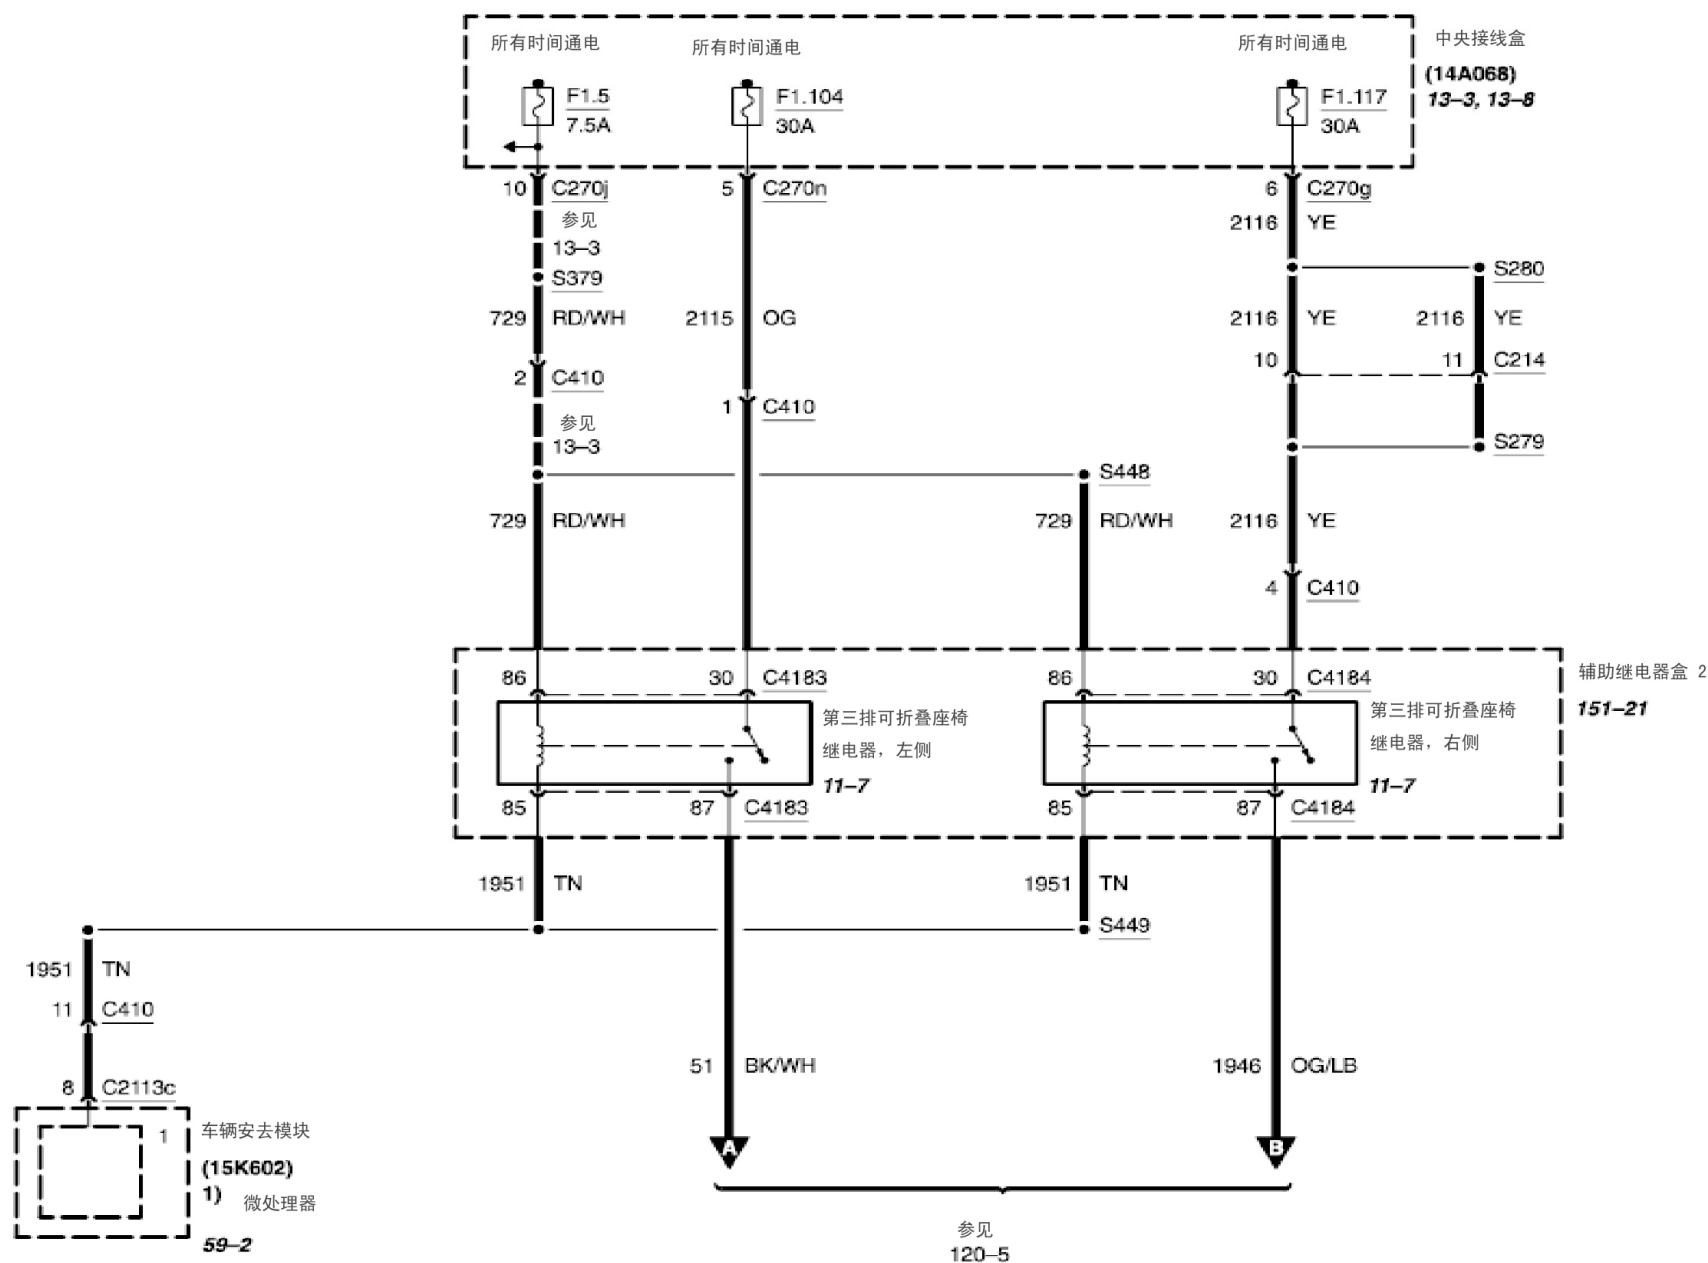 所有时间通电
所有时间通电
所有时间通电
中央接线盒
(14A068)
13–3, 13–8
F1.5
7.5A
F1.104
30A
F1.117
30A
10 C270j
5 C270n
6 C270g
参见
13–3
2116 YE
S379
S280
729 RD/WH
2115 OG
2116 YE
2116 YE
2 C410
10
11 C214
1 C410
参见
13–3
S279
S448
729 RD/WH
729 RD/WH
2116 YE
4 C410
86
30 C4183
86
30 C4184
辅助继电器盒 2
151–21
第三排可折叠座椅
继电器，左侧
11–7
第三排可折叠座椅
继电器，右侧
11–7
85
87 C4183
85
87 C4184
1951 TN
1951 TN
S449
1951 TN
11 C410
8 C2113c
51 BK/WH
1946 OG/LB
1
车辆安去模块
(15K602)
1) 微处理器
59–2
A
B
参见
120–5